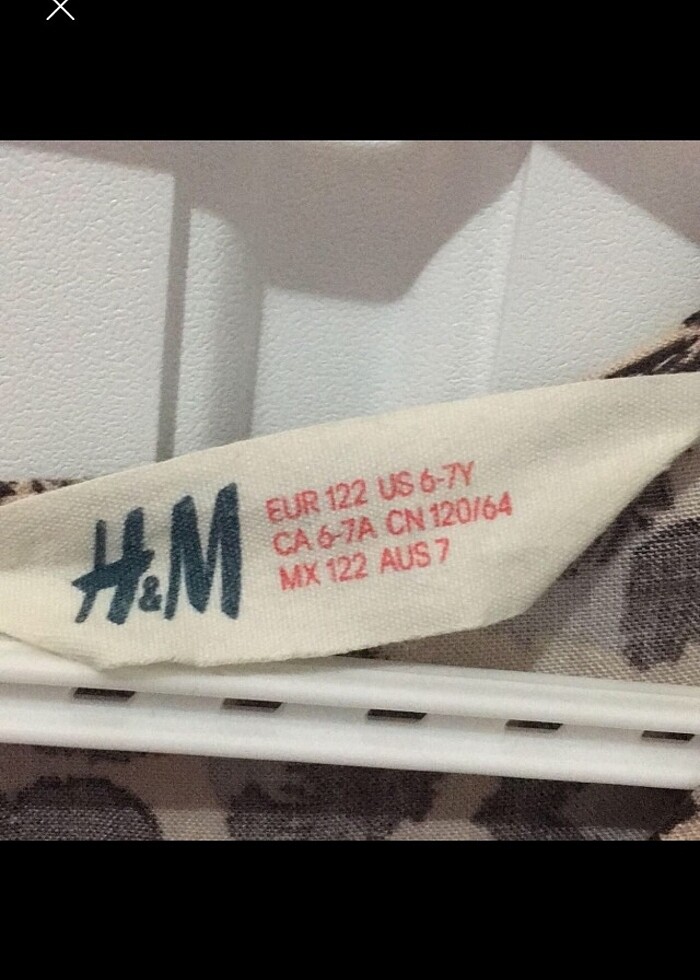 H&M
EUR 122 US 6-7Y
CA 6-7A CN 120/64
MX 122 AUS 7